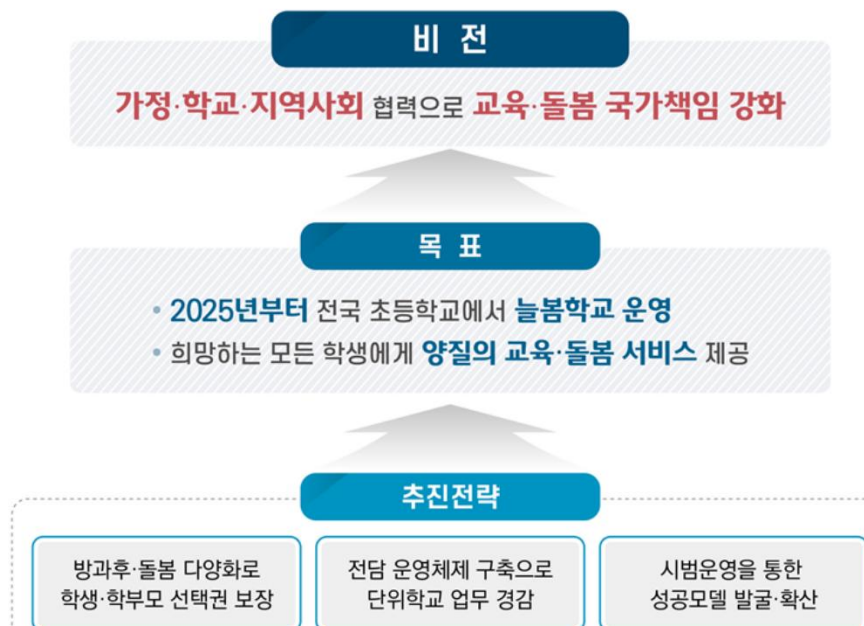 비 전
가정·학교·지역사회 협력으로 교육·돌봄 국가책임 강화
목 표
• 2025년부터 전국 초등학교에서 늘봄학교 운영
• 희망하는 모든 학생에게 양질의 교육·돌봄 서비스 제공
추진전략
방과후·돌봄 다양화로
학생·학부모 선택권 보장
전담 운영체제 구축으로
단위학교 업무 경감
시범운영을 통한
성공모델 발굴·확산